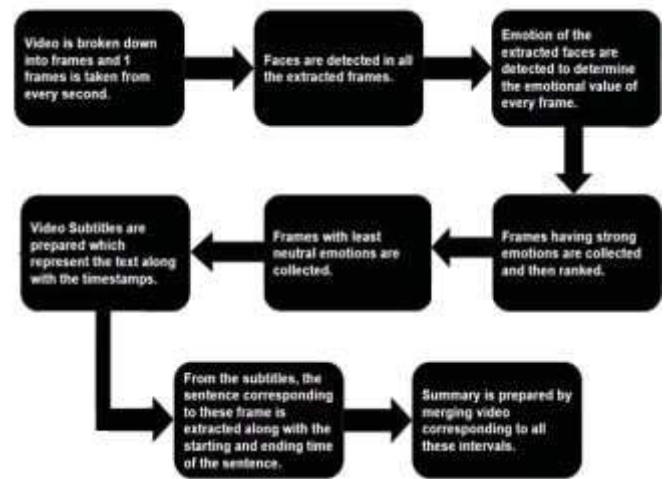 Video is broken down
into frames and 1
frames is taken from
every second.
Faces are detected in all
the extracted frames.
Emotion of the
extracted faces are
detected to determine
the emotional value of
every frame.
Frames having strong
emotions are collected
and then ranked.
Frames with least
neutral emotions are
collected.
Video Subtitles are
prepared which
represent the text along
with the timestamps.
From the subtitles, the
sentence corresponding
to these frame is
extracted along with the
starting and ending time
of the sentence.
Summary is prepared by
merging video
corresponding to all
these intervals.